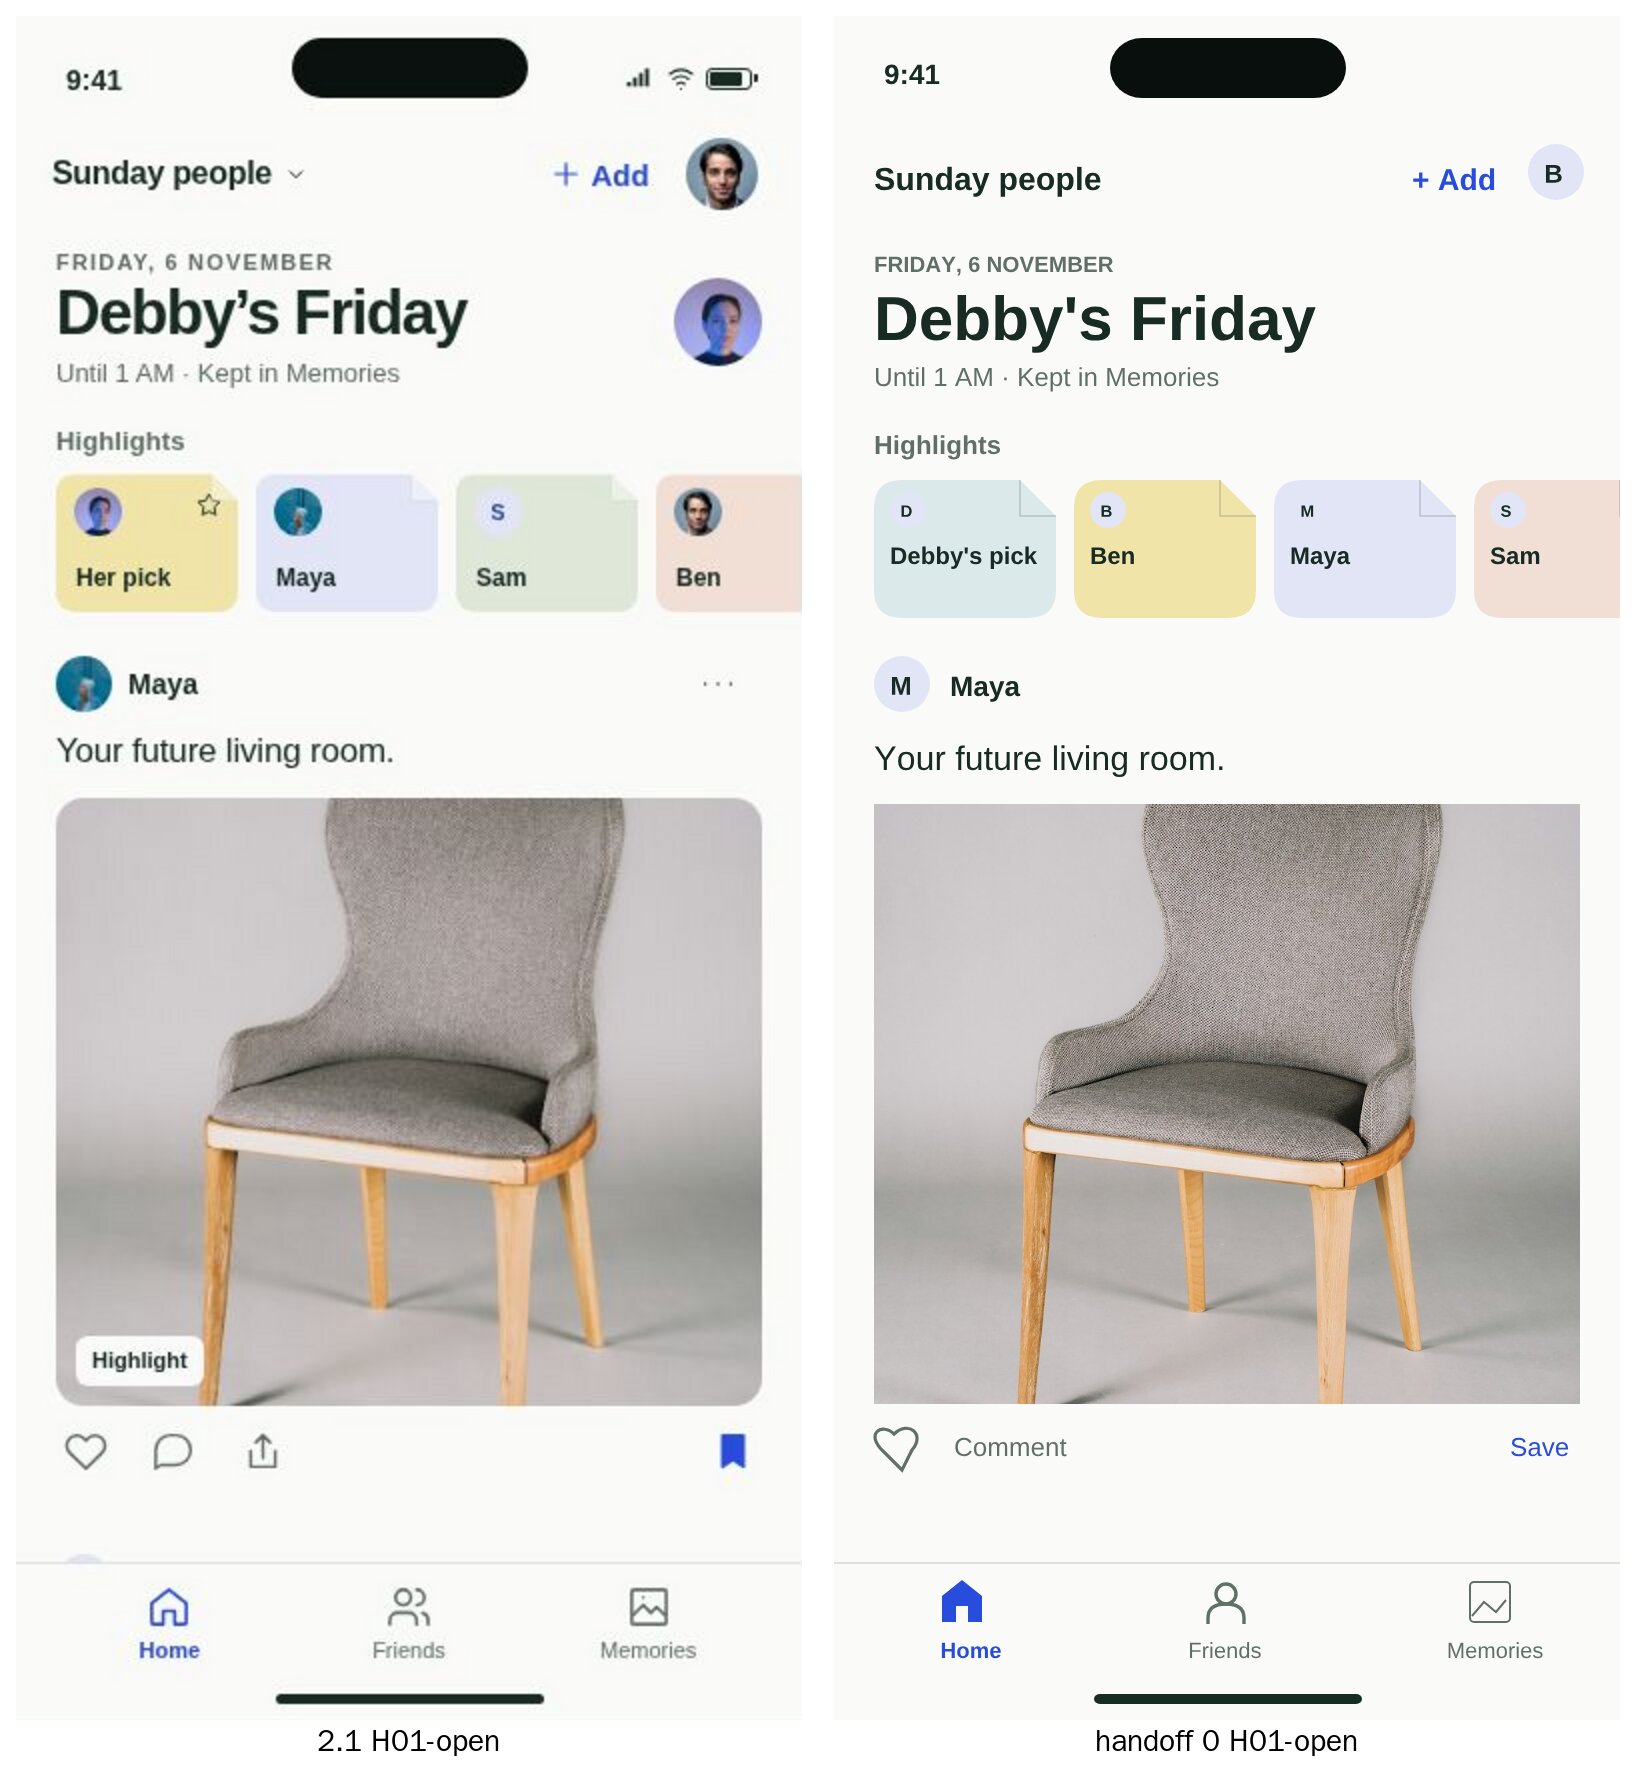 9:41
Sunday people
+ Add
FRIDAY, 6 NOVEMBER
Debby’s Friday
Until 1 AM · Kept in Memories
Highlights
Her pick
Maya
S
Sam
Ben
Maya
Your future living room.
Highlight
Home
Friends
Memories
2.1 H01-open
9:41
Sunday people
+ Add
B
FRIDAY, 6 NOVEMBER
Debby's Friday
Until 1 AM · Kept in Memories
Highlights
D
Debby's pick
B
Ben
M
Maya
S
Sam
M
Maya
Your future living room.
Comment
Save
Home
Friends
Memories
handoff 0 H01-open